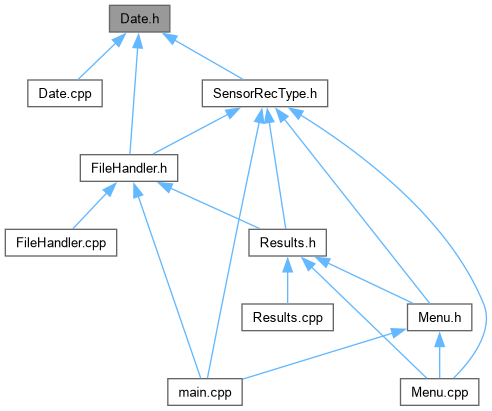 Date.h
Date.cpp
SensorRecType.h
FileHandler.h
FileHandler.cpp
Results.h
Results.cpp
Menu.h
main.cpp
Menu.cpp